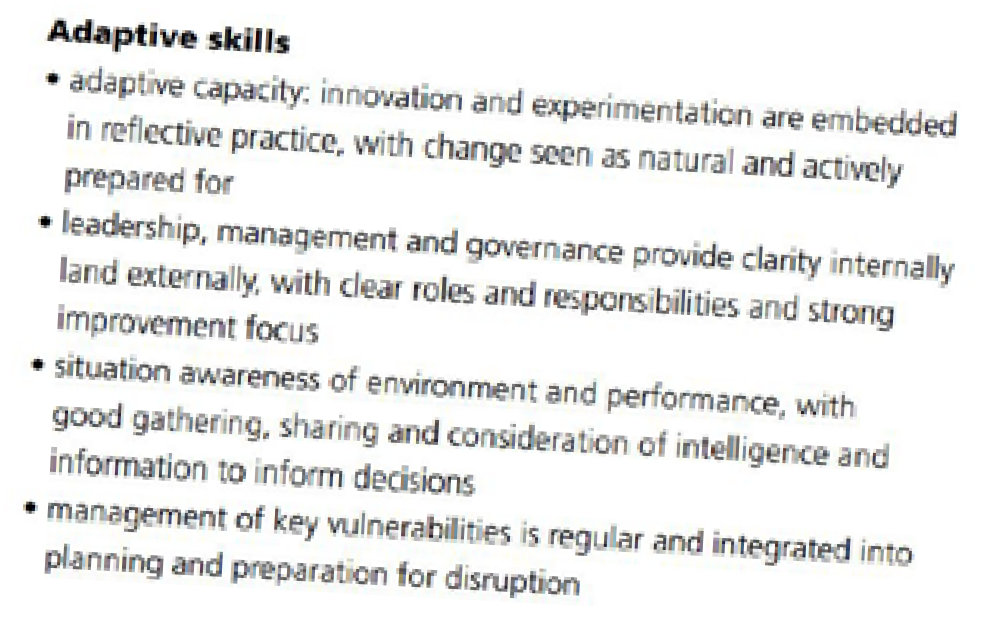 Adaptive skills
• adaptive capacity: innovation and experimentation are embedded
in reflective practice, with change seen as natural and actively
prepared for
• leadership, management and governance provide clarity internally
land externally, with clear roles and responsibilities and strong
improvement focus
• situation awareness of environment and performance, with
good gathering, sharing and consideration of intelligence and
information to inform decisions
• management of key vulnerabilities is regular and integrated into
planning and preparation for disruption